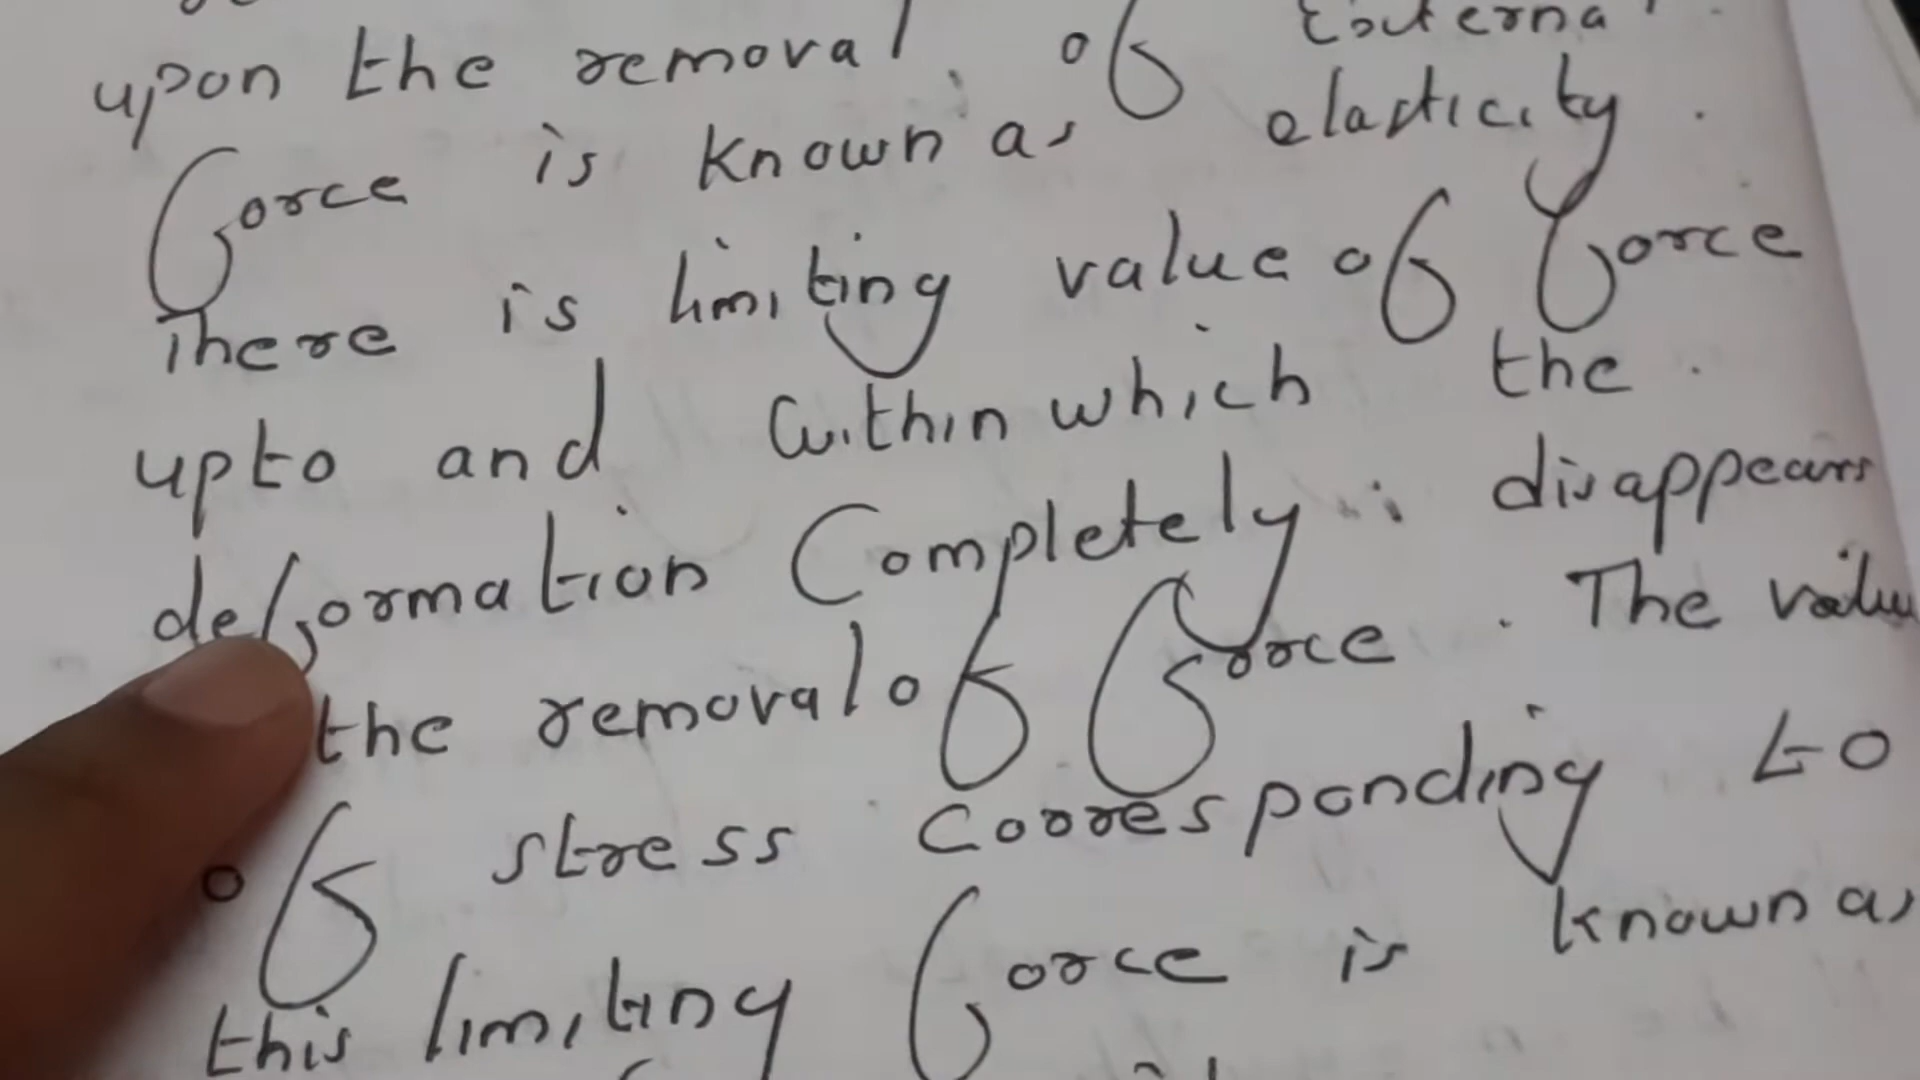 upon the removal of External
force is known as elasticity.
There is limiting value of force
upto and within which the
deformation Completely disappears
the removal of force. The value
of stress Corresponding to
this limiting force is known as